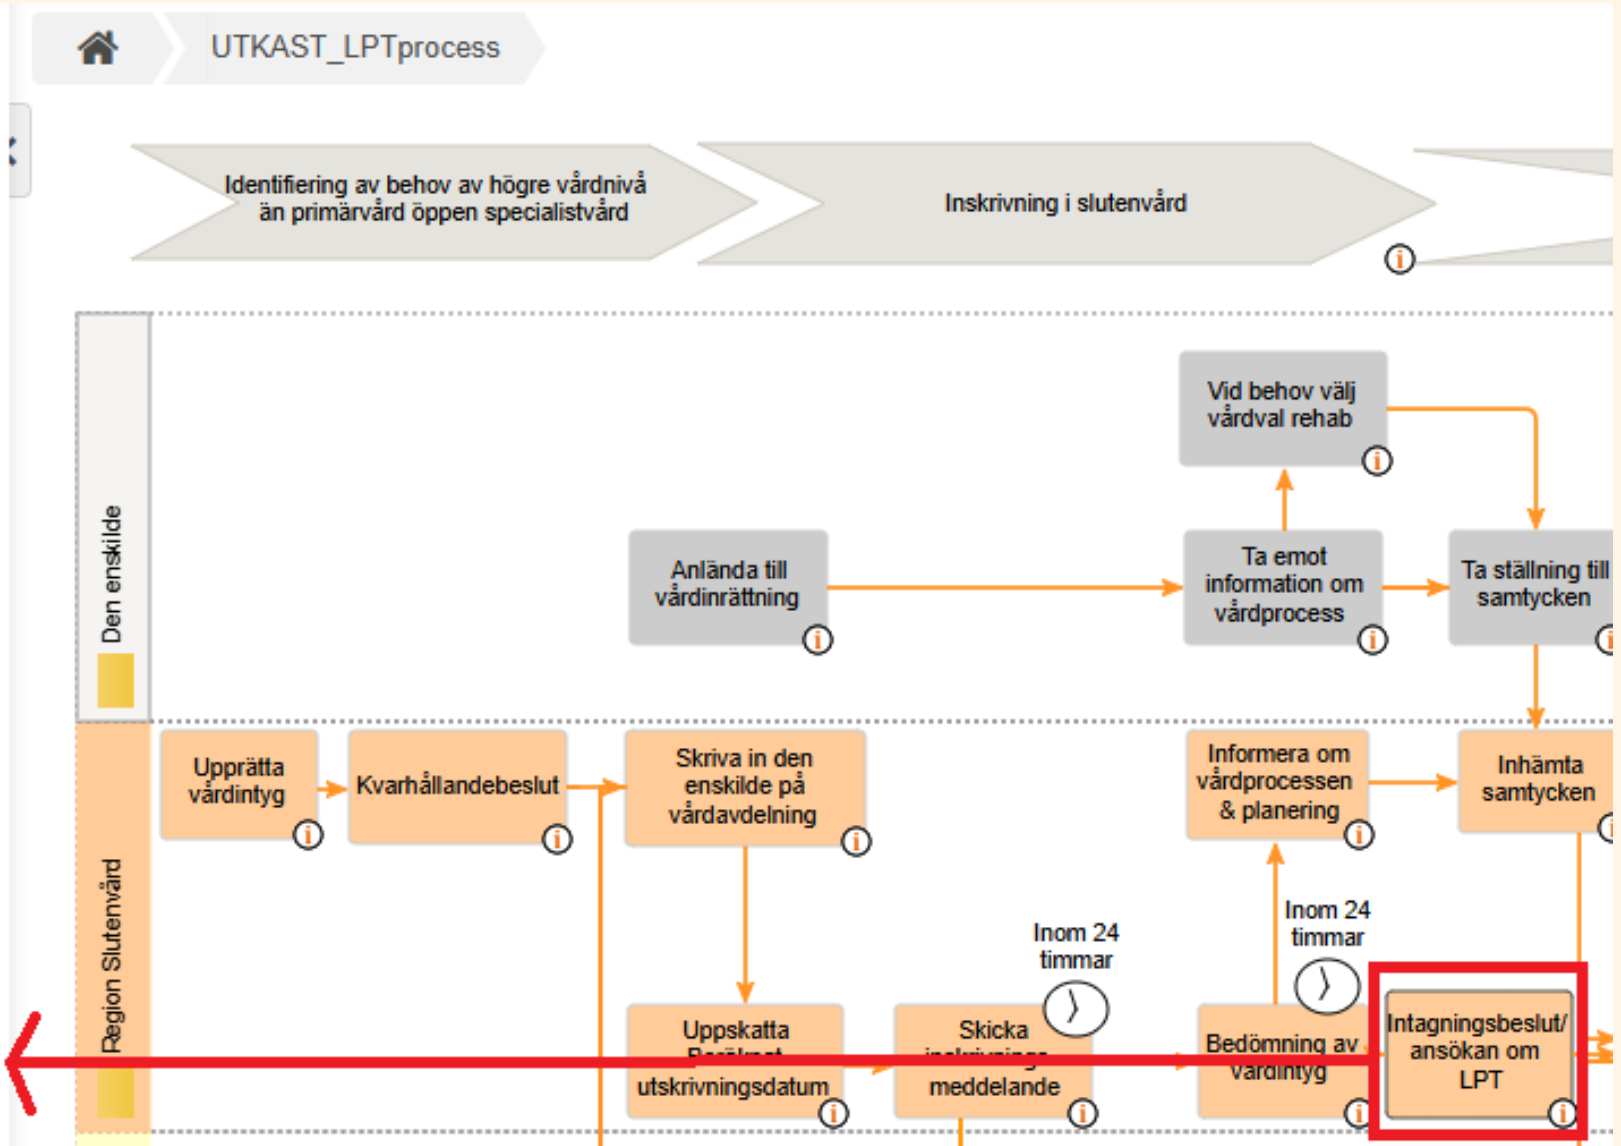 UTKAST_LPTprocess
Identifiering av behov av högre vårdnivå
än primärvård öppen specialistvård
Inskrivning i slutenvård
Den enskilde
Vid behov välj
vårdval rehab
Anlända till
vårdinrättning
Ta emot
information om
vårdprocess
Ta ställning till
samtycken
Region Slutenvård
Upprätta
vårdintyg
Kvarhållandebeslut
Skriva in den
enskilde på
vårdavdelning
Informera om
vårdprocessen
& planering
Inhämta
samtycken
Inom 24
timmar
Inom 24
timmar
Uppskatta
Beräknat
utskrivningsdatum
Skicka
inskrivnings-
meddelande
Bedömning av
vårdintyg
Intagningsbeslut/
ansökan om
LPT